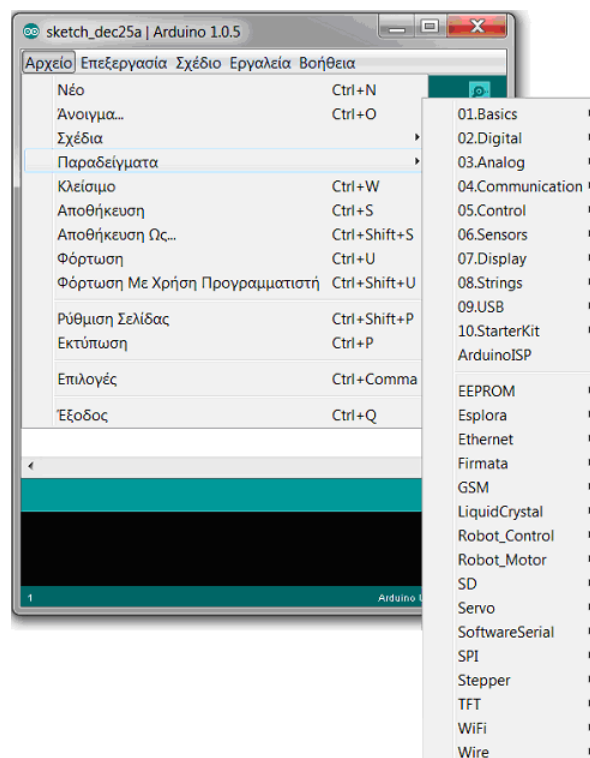 sketch_dec25a | Arduino 1.0.5
Αρχείο Επεξεργασία Σχέδιο Εργαλεία Βοήθεια
Νέο Ctrl+N
Άνοιγμα... Ctrl+O
Σχέδια
Παραδείγματα
Κλείσιμο Ctrl+W
Αποθήκευση Ctrl+S
Αποθήκευση Ως... Ctrl+Shift+S
Φόρτωση Ctrl+U
Φόρτωση Με Χρήση Προγραμματιστή Ctrl+Shift+U
Ρύθμιση Σελίδας Ctrl+Shift+P
Εκτύπωση Ctrl+P
Επιλογές Ctrl+Comma
Έξοδος Ctrl+Q
01.Basics
02.Digital
03.Analog
04.Communication
05.Control
06.Sensors
07.Display
08.Strings
09.USB
10.StarterKit
ArduinoISP
EEPROM
Esplora
Ethernet
Firmata
GSM
LiquidCrystal
Robot_Control
Robot_Motor
SD
Servo
SoftwareSerial
SPI
Stepper
TFT
WiFi
Wire
1 Arduino